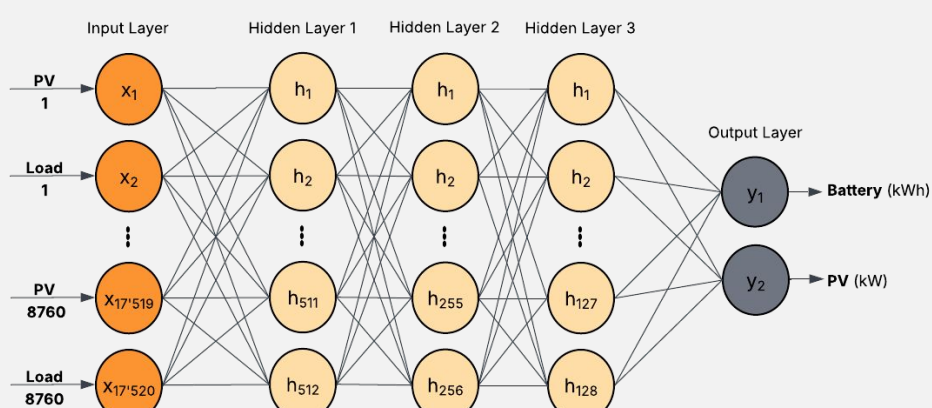 Input Layer
Hidden Layer 1
Hidden Layer 2
Hidden Layer 3
Output Layer
PV
1
x₁
h₁
h₁
h₁
Load
1
x₂
h₂
h₂
h₂
y₁
Battery (kWh)
PV
8760
x₁₇'₅₁₉
h₅₁₁
h₂₅₅
h₁₂₇
y₂
PV (kW)
Load
8760
x₁₇'₅₂₀
h₅₁₂
h₂₅₆
h₁₂₈